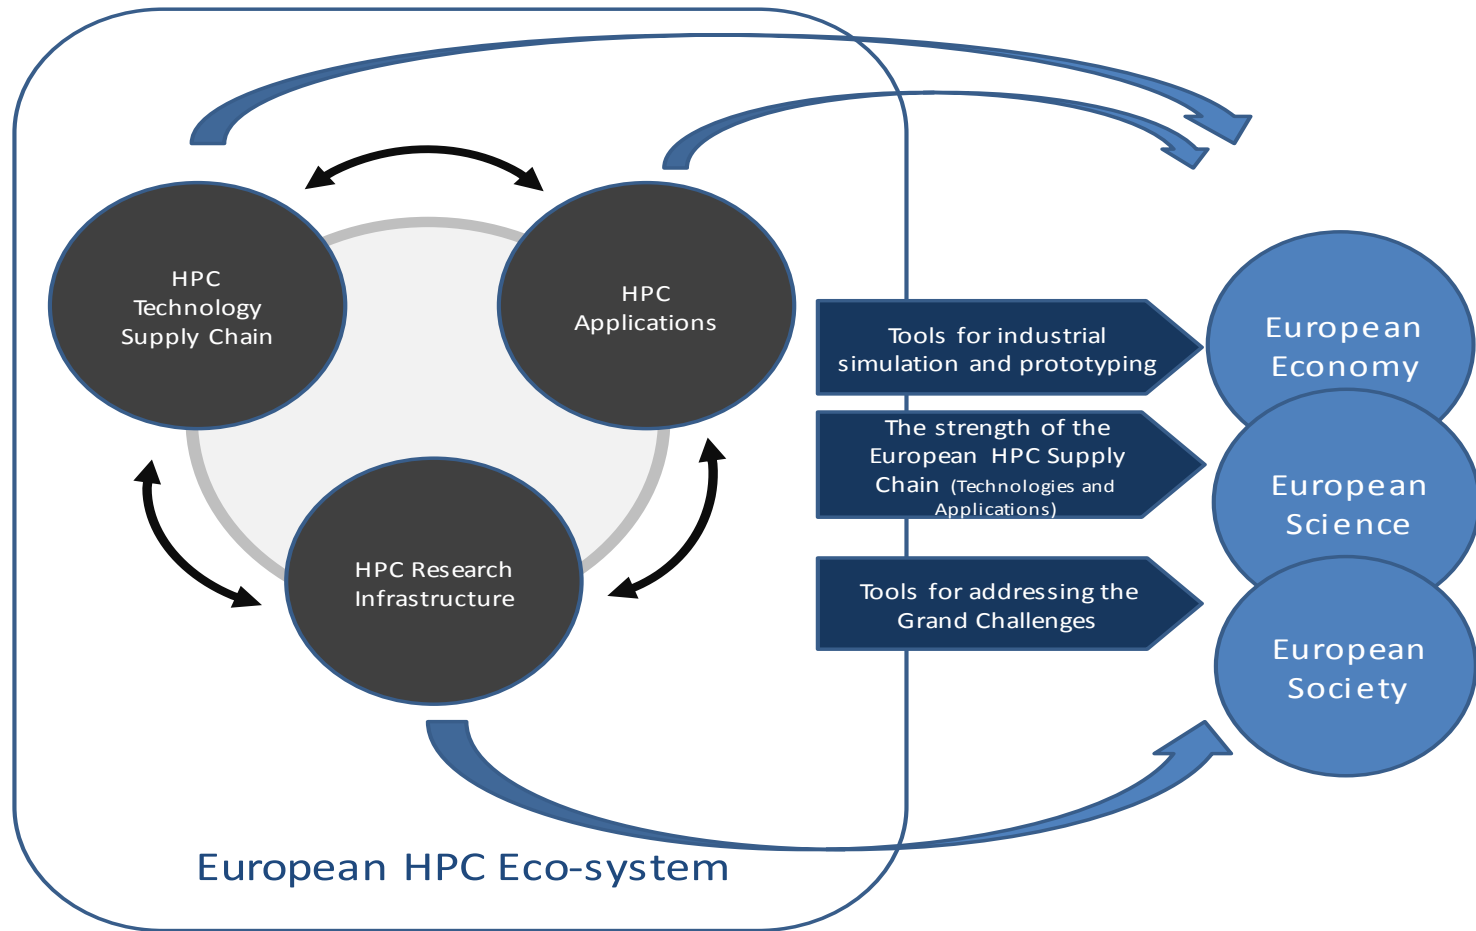 HPC
Technology
Supply Chain
HPC
Applications
HPC Research
Infrastructure
European HPC Eco-system
Tools for industrial
simulation and prototyping
The strength of the
European HPC Supply
Chain (Technologies and
Applications)
Tools for addressing the
Grand Challenges
European
Economy
European
Science
European
Society